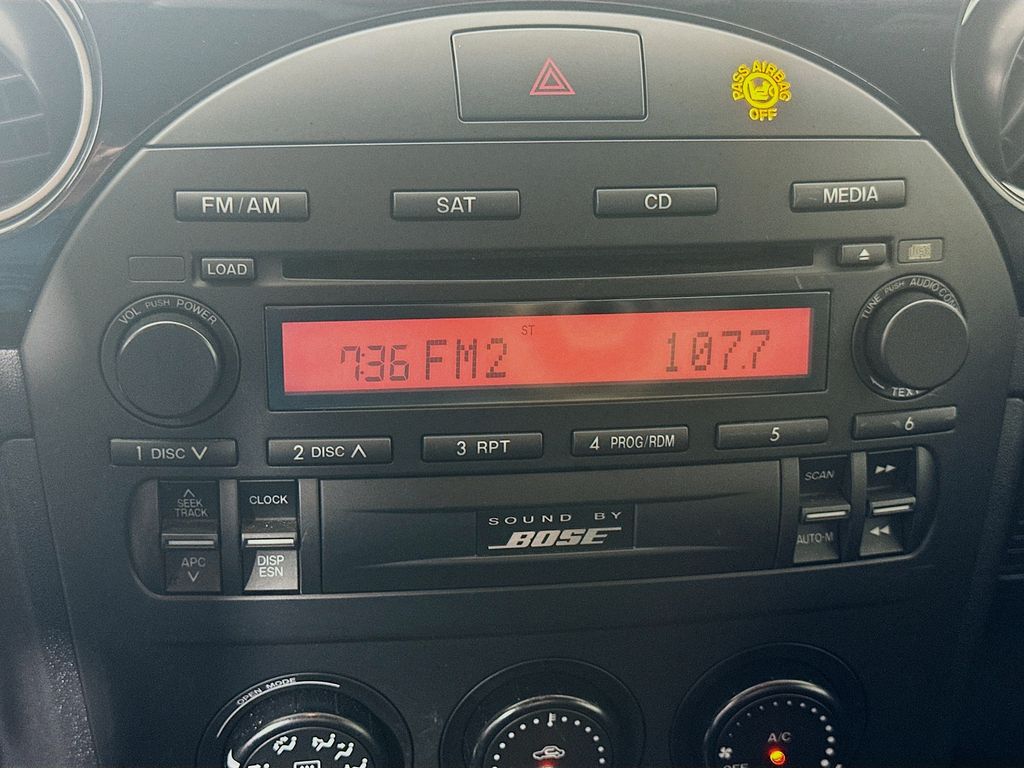 PASS AIRBAG
OFF
FM/AM
SAT
CD
MEDIA
LOAD
VOL PUSH POWER
TUNE PUSH AUDIO CONT
ST
7:36 FM2 107.7
TEXT
1 DISC
2 DISC
3 RPT
4 PROG/RDM
5
6
SEEK
TRACK
APC
CLOCK
DISP
ESN
SOUND BY
BOSE
SCAN
AUTO-M
OPEN MODE
A/C
OFF